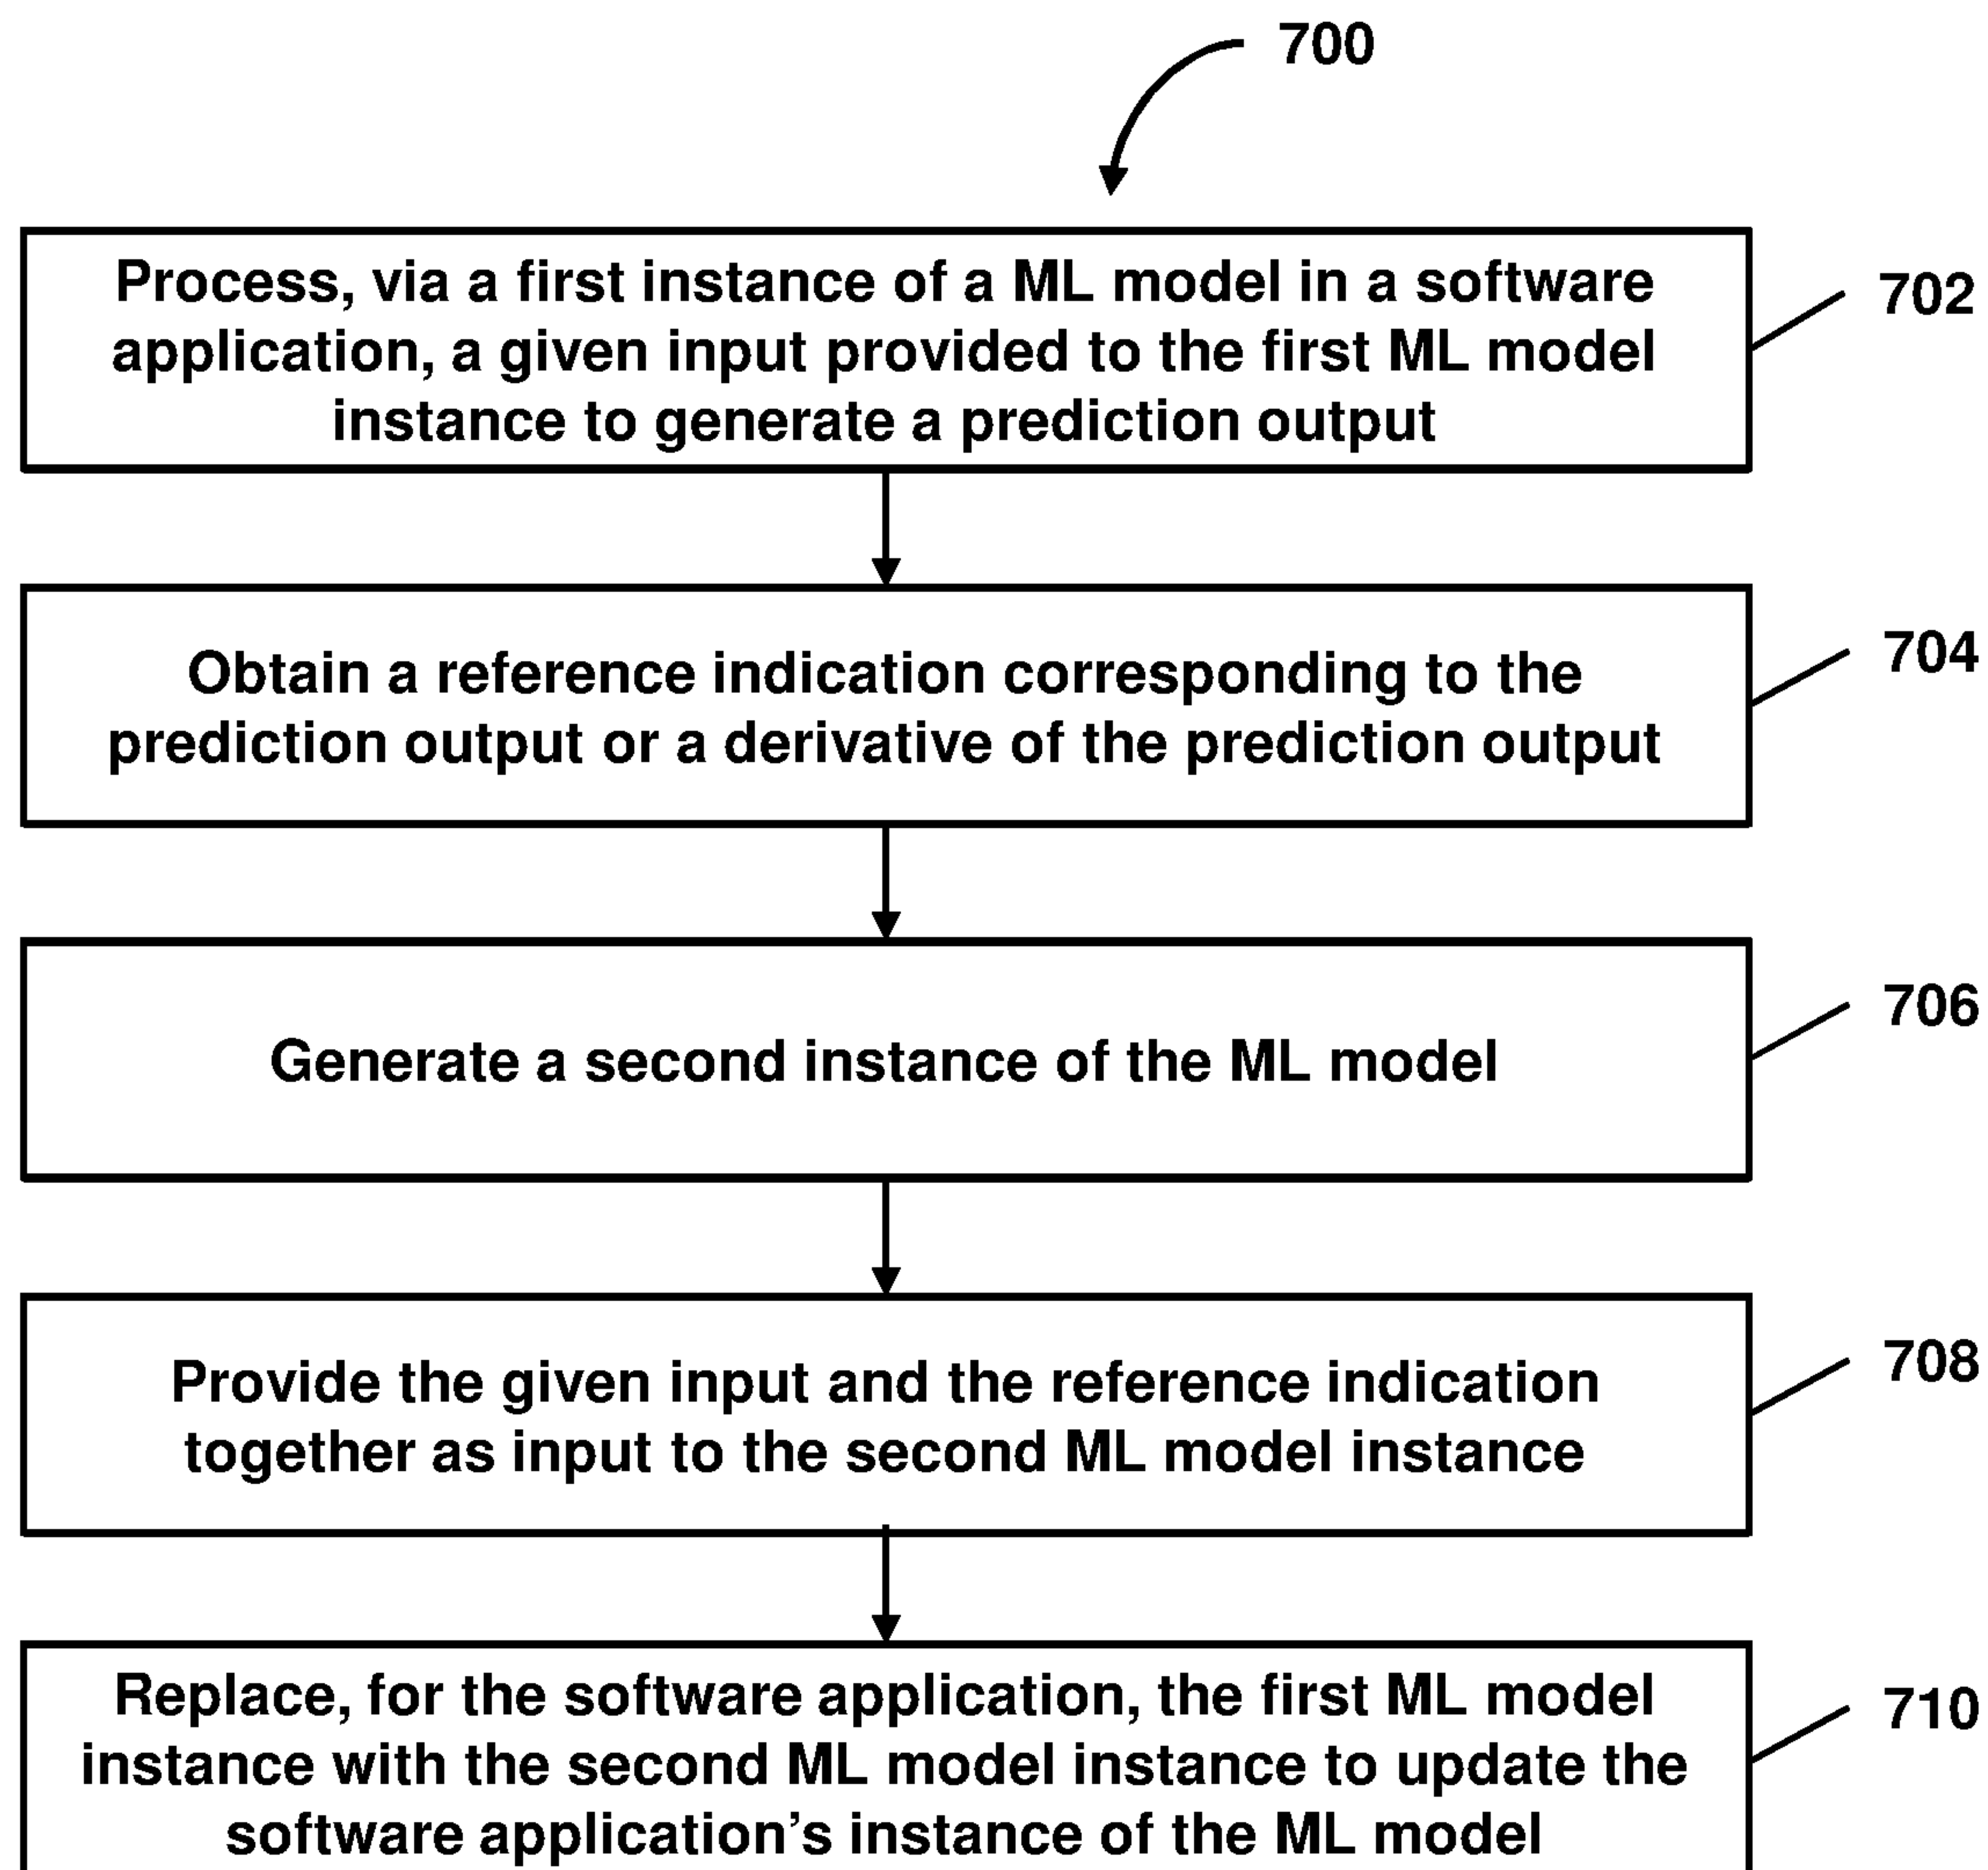 700
Process, via a first instance of a ML model in a software
application, a given input provided to the first ML model
instance to generate a prediction output
702
Obtain a reference indication corresponding to the
prediction output or a derivative of the prediction output
704
Generate a second instance of the ML model
706
Provide the given input and the reference indication
together as input to the second ML model instance
708
Replace, for the software application, the first ML model
instance with the second ML model instance to update the
software application’s instance of the ML model
710